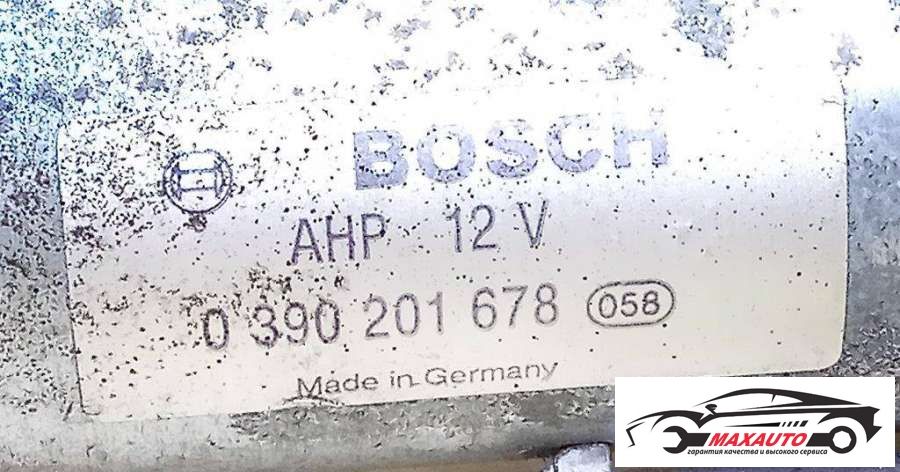 BOSCH
AHP 12 V
0 390 201 678 058
Made in Germany
MAXAUTO
гарантия качества и высокого сервиса